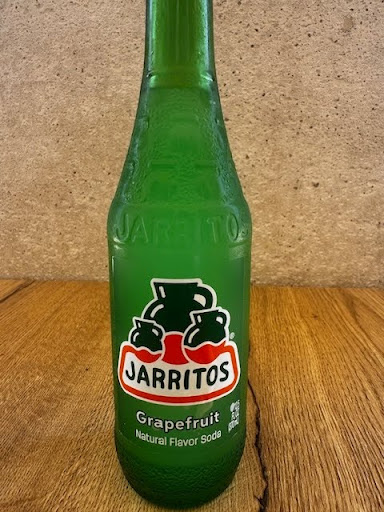 JARRITOS
JARRITOS
®
Grapefruit
Natural Flavor Soda